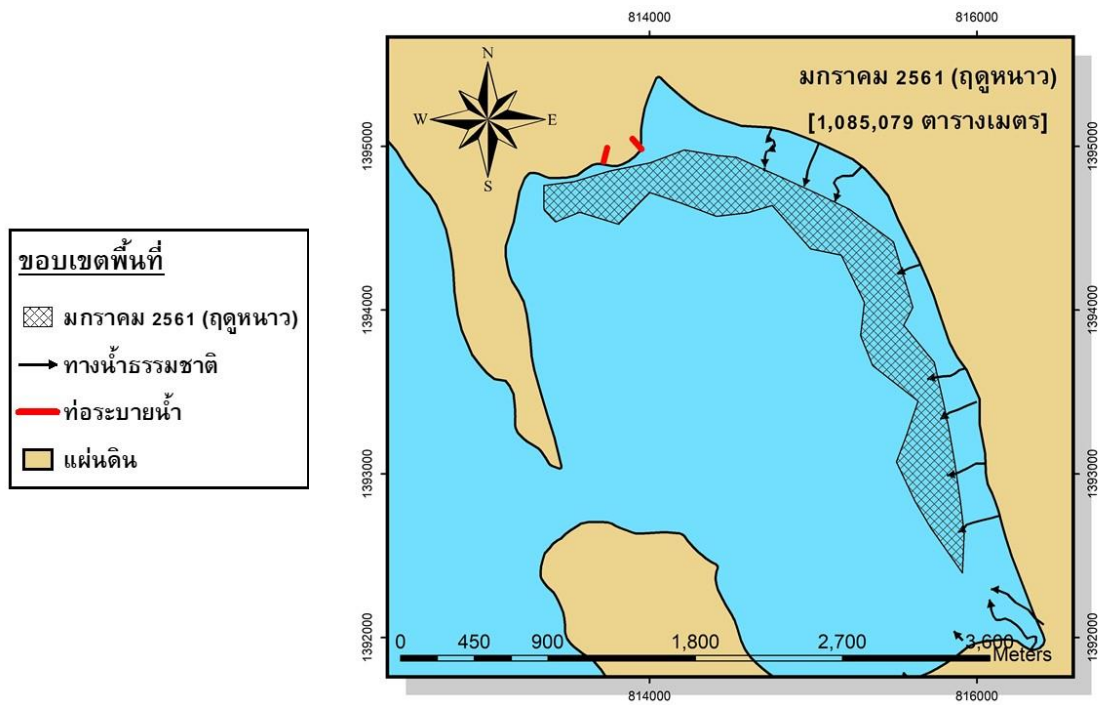 814000
816000
มกราคม 2561 (ฤดูหนาว)
[1,085,079 ตารางเมตร]
N
W
E
S
1395000
1395000
ขอบเขตพื้นที่
มกราคม 2561 (ฤดูหนาว)
ทางน้ำธรรมชาติ
ท่อระบายน้ำ
แผ่นดิน
1394000
1394000
1393000
1393000
1392000
1392000
0 450 900 1,800 2,700 3,600
Meters
814000
816000